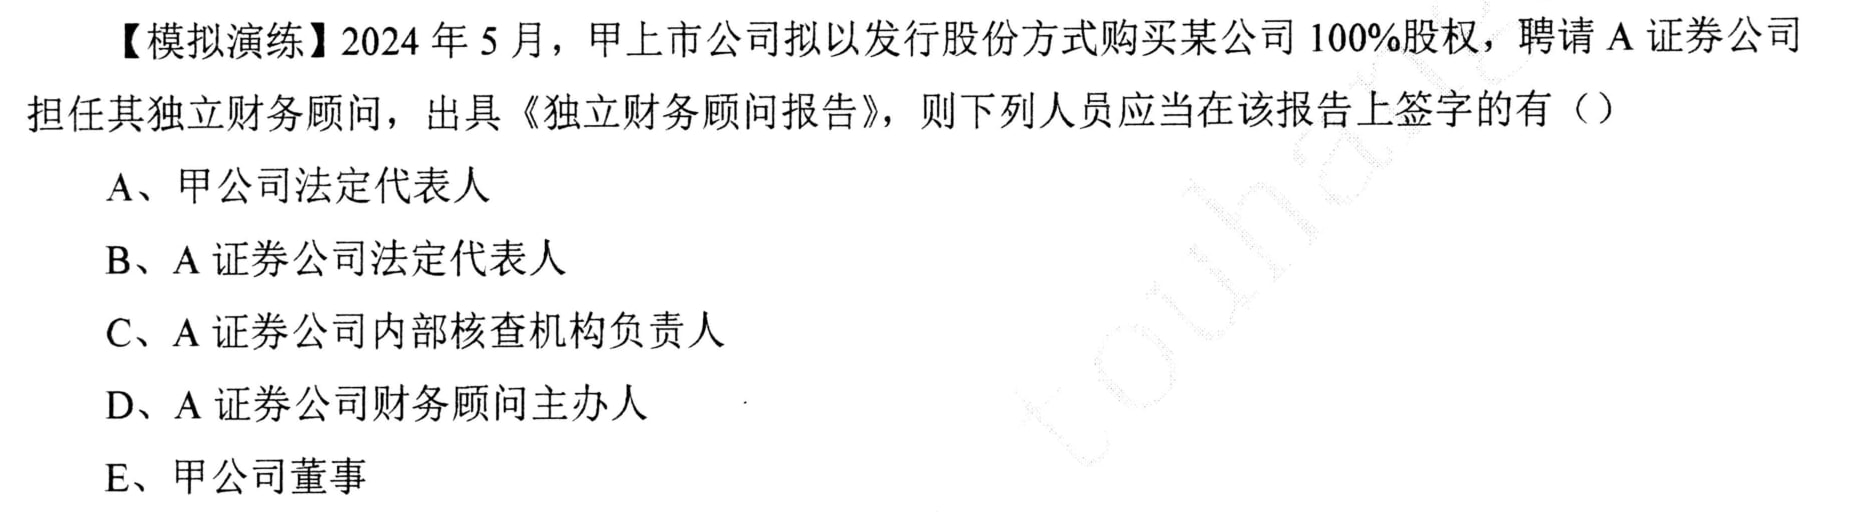 【模拟演练】2024 年 5 月，甲上市公司拟以发行股份方式购买某公司 100%股权，聘请 A 证券公司
担任其独立财务顾问，出具《独立财务顾问报告》，则下列人员应当在该报告上签字的有（）
A、甲公司法定代表人
B、A 证券公司法定代表人
C、A 证券公司内部核查机构负责人
D、A 证券公司财务顾问主办人
E、甲公司董事